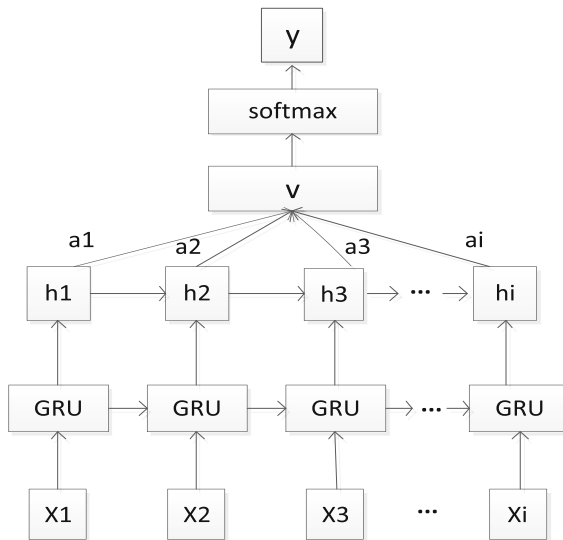 y
softmax
v
a1 a2 a3 ai
h1 h2 h3 ... hi
GRU GRU GRU ... GRU
X1 X2 X3 ... Xi